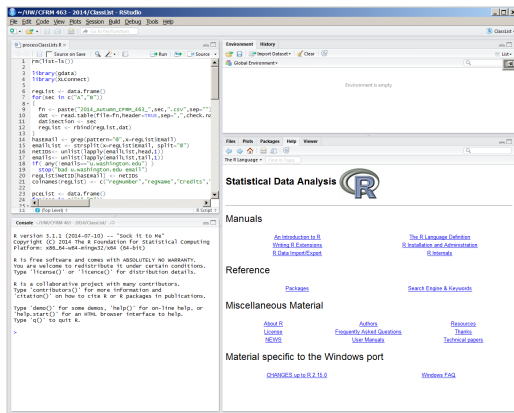 ~/UW/CFRM 463 - 2014/ClassList - RStudio
File Edit Code View Plots Session Build Debug Tools Help
Go to file/function
ClassList
processClassLists.R ×
Source on Save
Run
Source
1 rm(list=ls())
2
3 library(gdata)
4 library(XLConnect)
5
6 regList <- data.frame()
7 for(sec in c("A","B"))
8 {
9 fn <- paste("2014_autumn_CFRM_463_",sec,".csv",sep="")
10 dat <- read.table(file=fn,header=TRUE,sep=",",check.na
11 dat$section <- sec
12 regList <- rbind(regList,dat)
13 }
14 hasEmail <- grep(pattern="@",x=regList$Email)
15 emailList <- strsplit(x=regList$Email, split="@")
16 netIDs<- unlist(lapply(emailList,head,1))
17 emails<- unlist(lapply(emailList,tail,1))
18 if( any(!emails=="u.washington.edu") )
19 stop("bad u.washington.edu email")
20 regList$NetID[hasEmail] <- netIDs
21 colnames(regList) <- c("regNumber","regName","Credits",
22
23 pceList <- data.frame()
24
25
1:1
(Top Level)
R Script
Console ~/UW/CFRM 463 - 2014/ClassList/
R version 3.1.1 (2014-07-10) -- "Sock it to Me"
Copyright (C) 2014 The R Foundation for Statistical Computing
Platform: x86_64-w64-mingw32/x64 (64-bit)
R is free software and comes with ABSOLUTELY NO WARRANTY.
You are welcome to redistribute it under certain conditions.
Type 'license()' or 'licence()' for distribution details.
R is a collaborative project with many contributors.
Type 'contributors()' for more information and
'citation()' on how to cite R or R packages in publications.
Type 'demo()' for some demos, 'help()' for on-line help, or
'help.start()' for an HTML browser interface to help.
Type 'q()' to quit R.
>
Environment History
Import Dataset
Clear
List
Global Environment
Environment is empty
Files Plots Packages Help Viewer
The R Language
Find in Topic
Statistical Data Analysis R
Manuals
An Introduction to R The R Language Definition
Writing R Extensions R Installation and Administration
R Data Import/Export R Internals
Reference
Packages Search Engine & Keywords
Miscellaneous Material
About R Authors Resources
License Frequently Asked Questions Thanks
NEWS User Manuals Technical papers
Material specific to the Windows port
CHANGES up to R 2.15.0 Windows FAQ